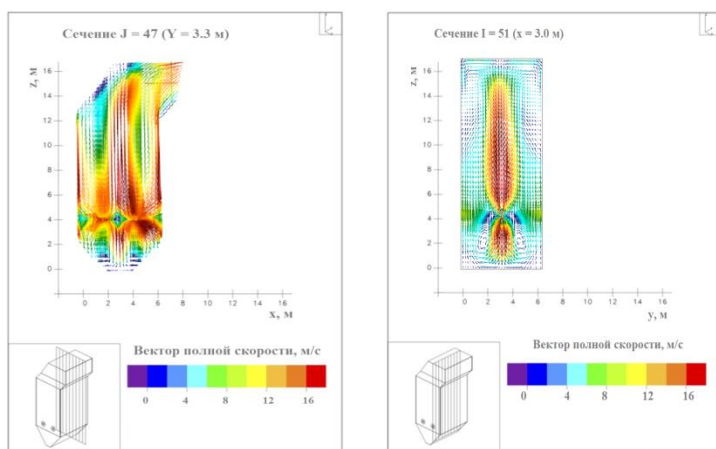 Сечение J = 47 (Y = 3.3 м)
z, м
16
14
12
10
8
6
4
2
0
0 2 4 6 8 10 12 14 16
x, м
Вектор полной скорости, м/с
0 4 8 12 16
Сечение I = 51 (x = 3.0 м)
z, м
16
14
12
10
8
6
4
2
0
0 2 4 6 8 10 12 14 16
y, м
Вектор полной скорости, м/с
0 4 8 12 16